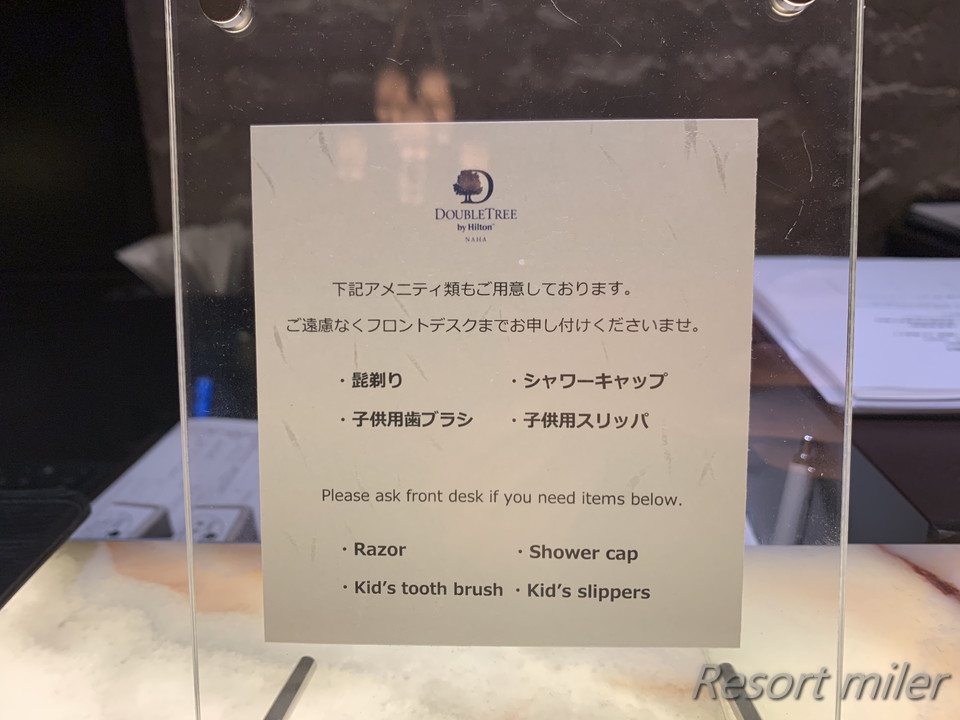 DOUBLETREE
by Hilton™
NAHA
下記アメニティ類もご用意しております。
ご遠慮なくフロントデスクまでお申し付けくださいませ。
・髭剃り ・シャワーキャップ
・子供用歯ブラシ ・子供用スリッパ
Please ask front desk if you need items below.
・Razor ・Shower cap
・Kid's tooth brush ・Kid's slippers
Resort miler